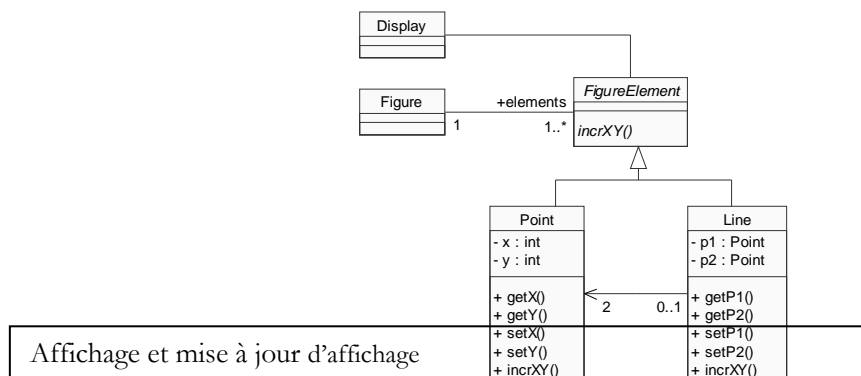 Display
FigureElement
incrXY()
Figure
+elements
1
1..*
Point
- x : int
- y : int
+ getX()
+ getY()
+ setX()
+ setY()
+ incrXY()
Line
- p1 : Point
- p2 : Point
+ getP1()
+ getP2()
+ setP1()
+ setP2()
+ incrXY()
2
0..1
Affichage et mise à jour d'affichage